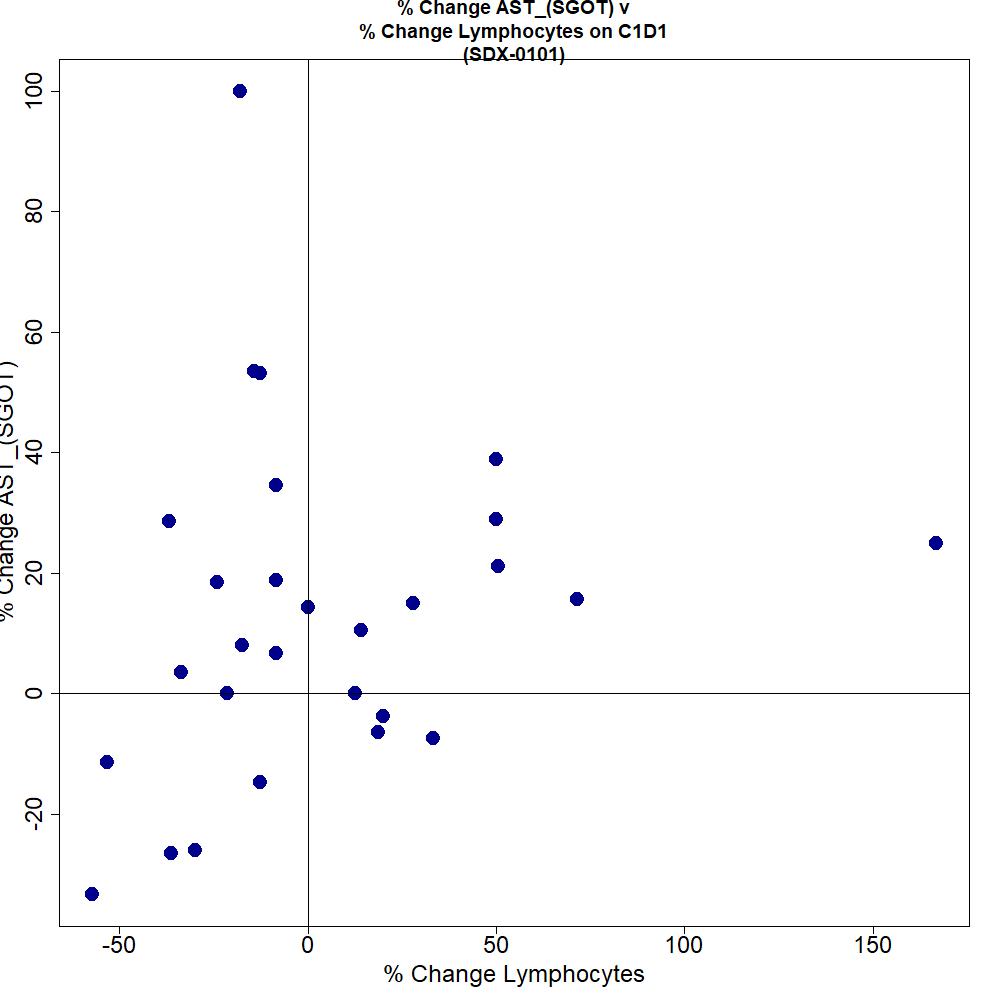 % Change AST_(SGOT) v
% Change Lymphocytes on C1D1
(SDX-0101)
% Change AST_(SGOT)
100
80
60
40
20
0
-20
-50
0
50
100
150
% Change Lymphocytes